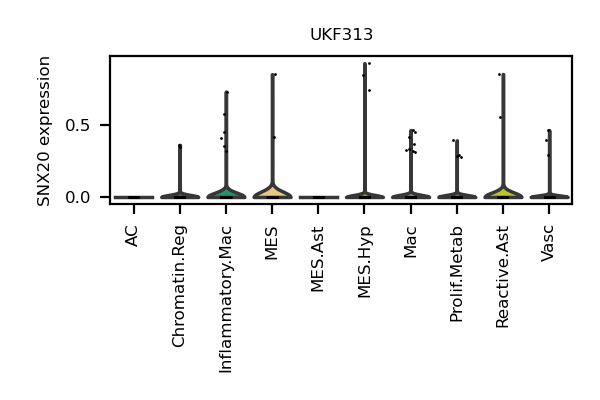 UKF313
SNX20 expression
0.5
0.0
AC
Chromatin.Reg
Inflammatory.Mac
MES
MES.Ast
MES.Hyp
Mac
Prolif.Metab
Reactive.Ast
Vasc